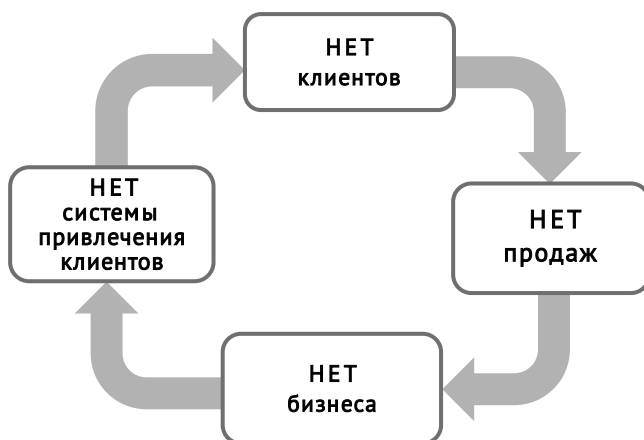 НЕТ
клиентов
НЕТ
продаж
НЕТ
бизнеса
НЕТ
системы
привлечения
клиентов